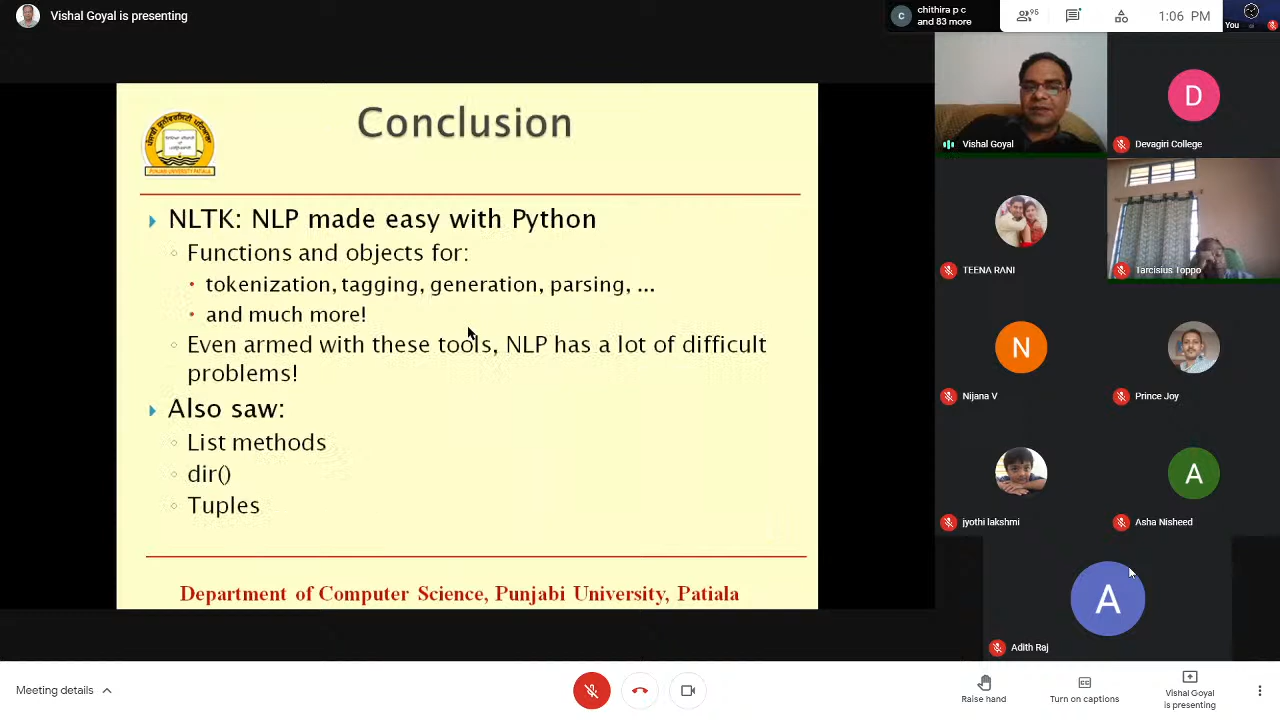 Vishal Goyal is presenting
c
chithira p c
and 83 more
95
1:06 PM
You
Conclusion
PUNJABI UNIVERSITY PATIALA
NLTK: NLP made easy with Python
Functions and objects for:
tokenization, tagging, generation, parsing, ...
and much more!
Even armed with these tools, NLP has a lot of difficult
problems!
Also saw:
List methods
dir()
Tuples
Department of Computer Science, Punjabi University, Patiala
Vishal Goyal
D
Devagiri College
TEENA RANI
Tarcisius Toppo
N
Nijana V
Prince Joy
jyothi lakshmi
A
Asha Nisheed
A
Adith Raj
Meeting details
Raise hand
Turn on captions
Vishal Goyal
is presenting